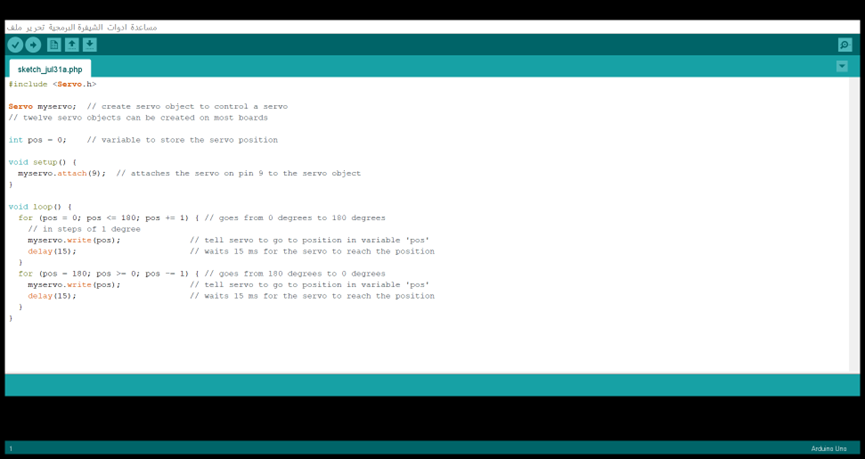 مساعدة ادوات الشيفرة البرمجية تحرير ملف
sketch_jul31a.php
#include <Servo.h>
Servo myservo;  // create servo object to control a servo
// twelve servo objects can be created on most boards
int pos = 0;    // variable to store the servo position
void setup() {
  myservo.attach(9);  // attaches the servo on pin 9 to the servo object
}
void loop() {
  for (pos = 0; pos <= 180; pos += 1) { // goes from 0 degrees to 180 degrees
    // in steps of 1 degree
    myservo.write(pos);              // tell servo to go to position in variable 'pos'
    delay(15);                       // waits 15 ms for the servo to reach the position
  }
  for (pos = 180; pos >= 0; pos -= 1) { // goes from 180 degrees to 0 degrees
    myservo.write(pos);              // tell servo to go to position in variable 'pos'
    delay(15);                       // waits 15 ms for the servo to reach the position
  }
}
1
Arduino Uno